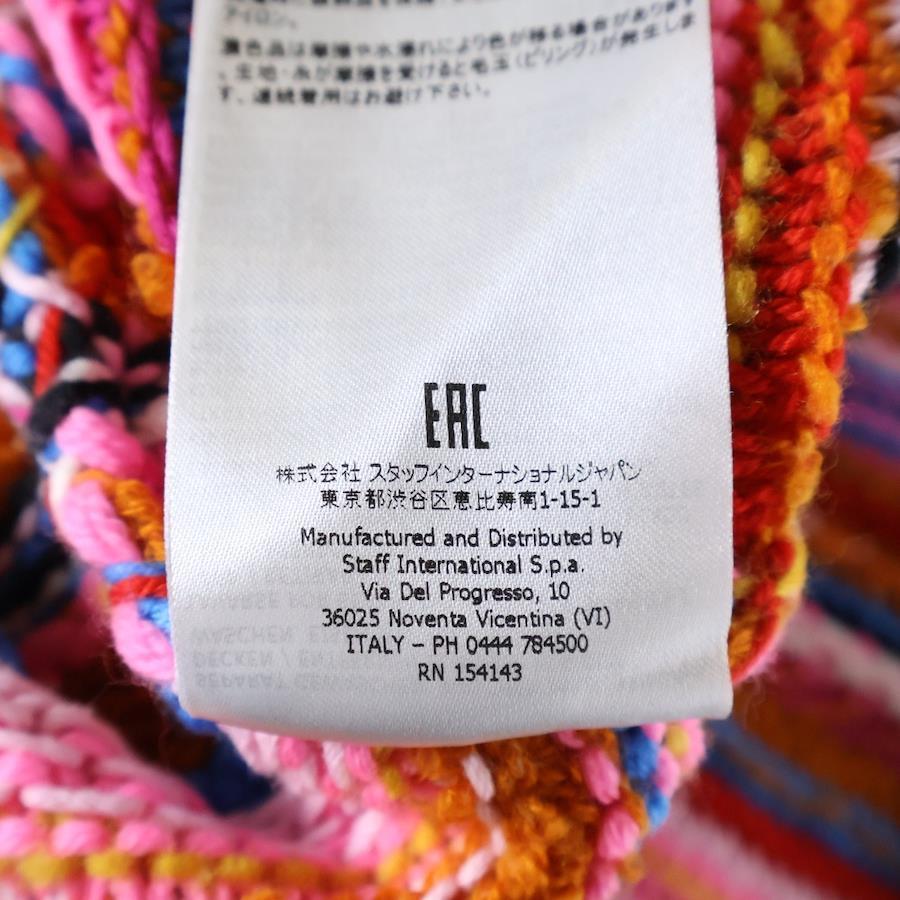 アイロン。
濃色品は摩擦や水濡れにより色が移る場合があります
。生地・糸が摩擦を受けると毛玉(ピリング)が発生しま
す、連続着用はお避け下さい。
EAC
株式会社 スタッフインターナショナルジャパン
東京都渋谷区恵比寿南1-15-1
Manufactured and Distributed by
Staff International S.p.a.
Via Del Progresso, 10
36025 Noventa Vicentina (VI)
ITALY – PH 0444 784500
RN 154143